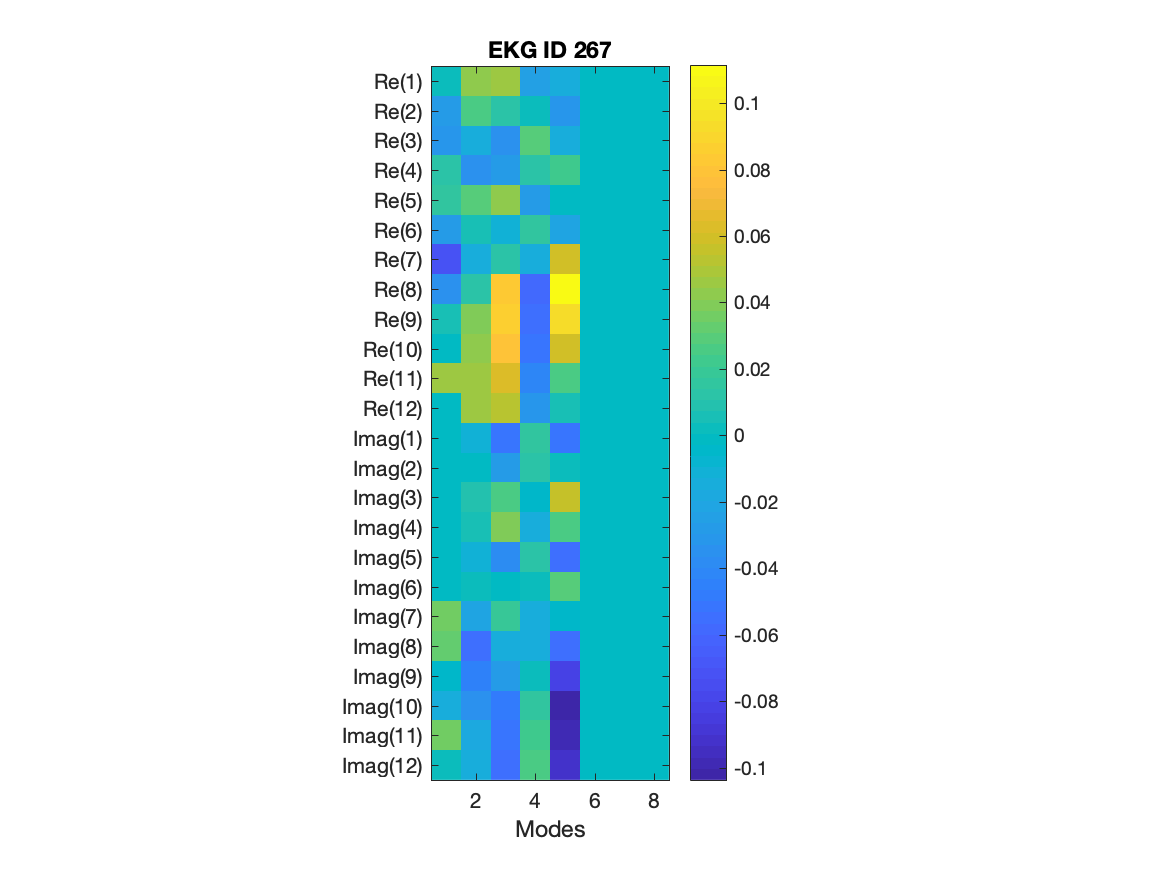 EKG ID 267
Re(1)
Re(2)
Re(3)
Re(4)
Re(5)
Re(6)
Re(7)
Re(8)
Re(9)
Re(10)
Re(11)
Re(12)
Imag(1)
Imag(2)
Imag(3)
Imag(4)
Imag(5)
Imag(6)
Imag(7)
Imag(8)
Imag(9)
Imag(10)
Imag(11)
Imag(12)
2 4 6 8
Modes
0.1
0.08
0.06
0.04
0.02
0
-0.02
-0.04
-0.06
-0.08
-0.1